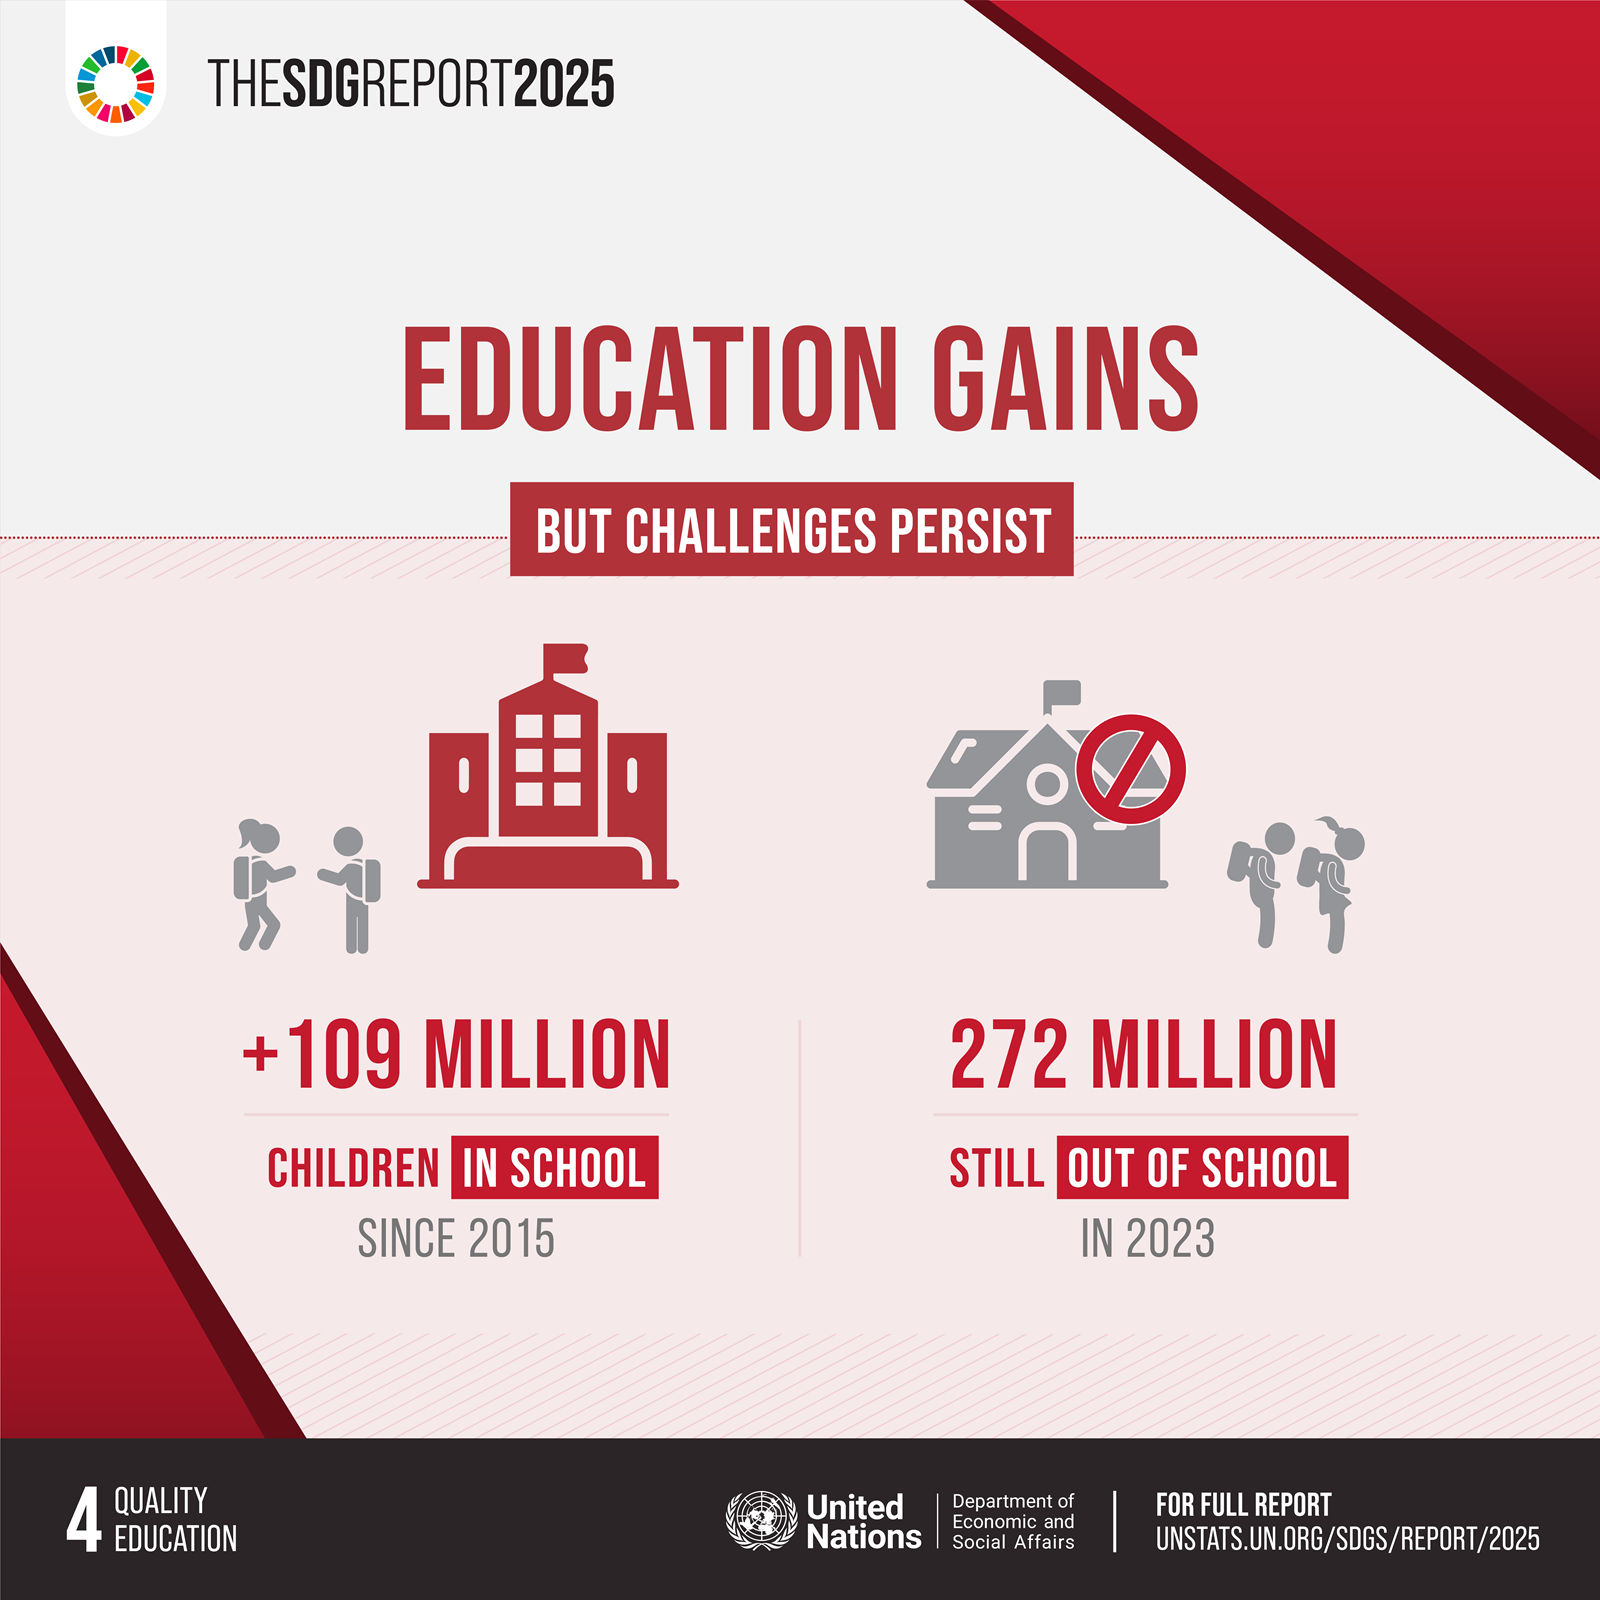 THESDGREPORT2025
EDUCATION GAINS
BUT CHALLENGES PERSIST
+109 MILLION
CHILDREN IN SCHOOL
SINCE 2015
272 MILLION
STILL OUT OF SCHOOL
IN 2023
4 QUALITY
EDUCATION
United
Nations
Department of
Economic and
Social Affairs
FOR FULL REPORT
UNSTATS.UN.ORG/SDGS/REPORT/2025